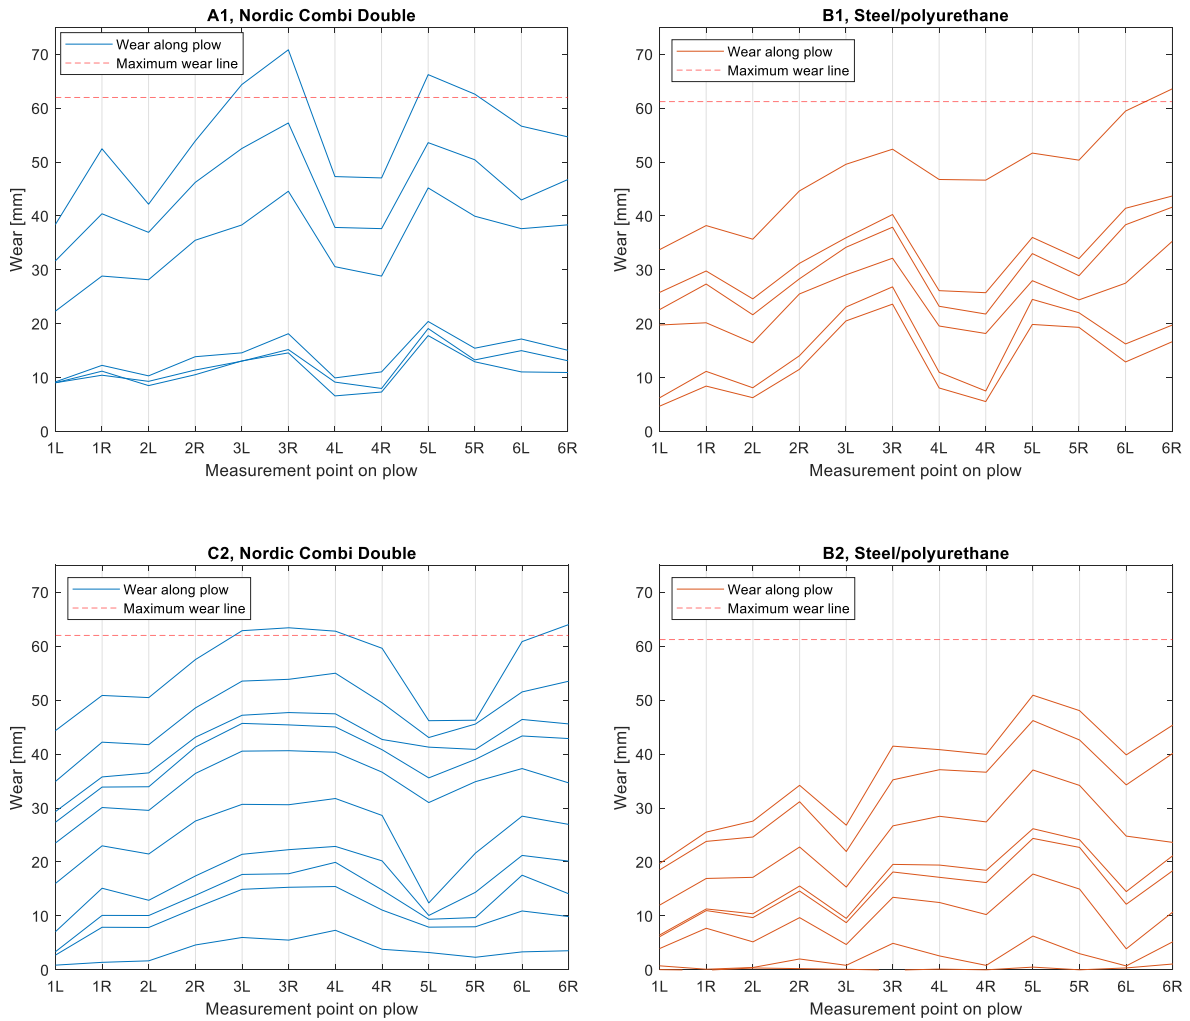 A1, Nordic Combi Double
Wear along plow
Maximum wear line
70
60
50
40
30
20
10
0
Wear [mm]
1L 1R 2L 2R 3L 3R 4L 4R 5L 5R 6L 6R
Measurement point on plow
B1, Steel/polyurethane
Wear along plow
Maximum wear line
70
60
50
40
30
20
10
0
Wear [mm]
1L 1R 2L 2R 3L 3R 4L 4R 5L 5R 6L 6R
Measurement point on plow
C2, Nordic Combi Double
Wear along plow
Maximum wear line
70
60
50
40
30
20
10
0
Wear [mm]
1L 1R 2L 2R 3L 3R 4L 4R 5L 5R 6L 6R
Measurement point on plow
B2, Steel/polyurethane
Wear along plow
Maximum wear line
70
60
50
40
30
20
10
0
Wear [mm]
1L 1R 2L 2R 3L 3R 4L 4R 5L 5R 6L 6R
Measurement point on plow